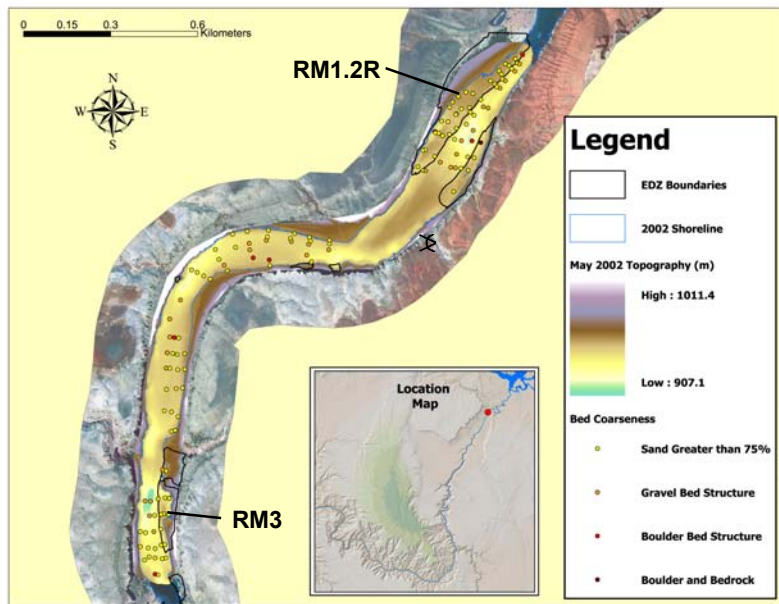 0 0.15 0.3 0.6
Kilometers
RM1.2R
N
W E
S
Legend
EDZ Boundaries
2002 Shoreline
May 2002 Topography (m)
High : 1011.4
Low : 907.1
Bed Coarseness
Sand Greater than 75%
Gravel Bed Structure
Boulder Bed Structure
Boulder and Bedrock
Location
Map
RM3